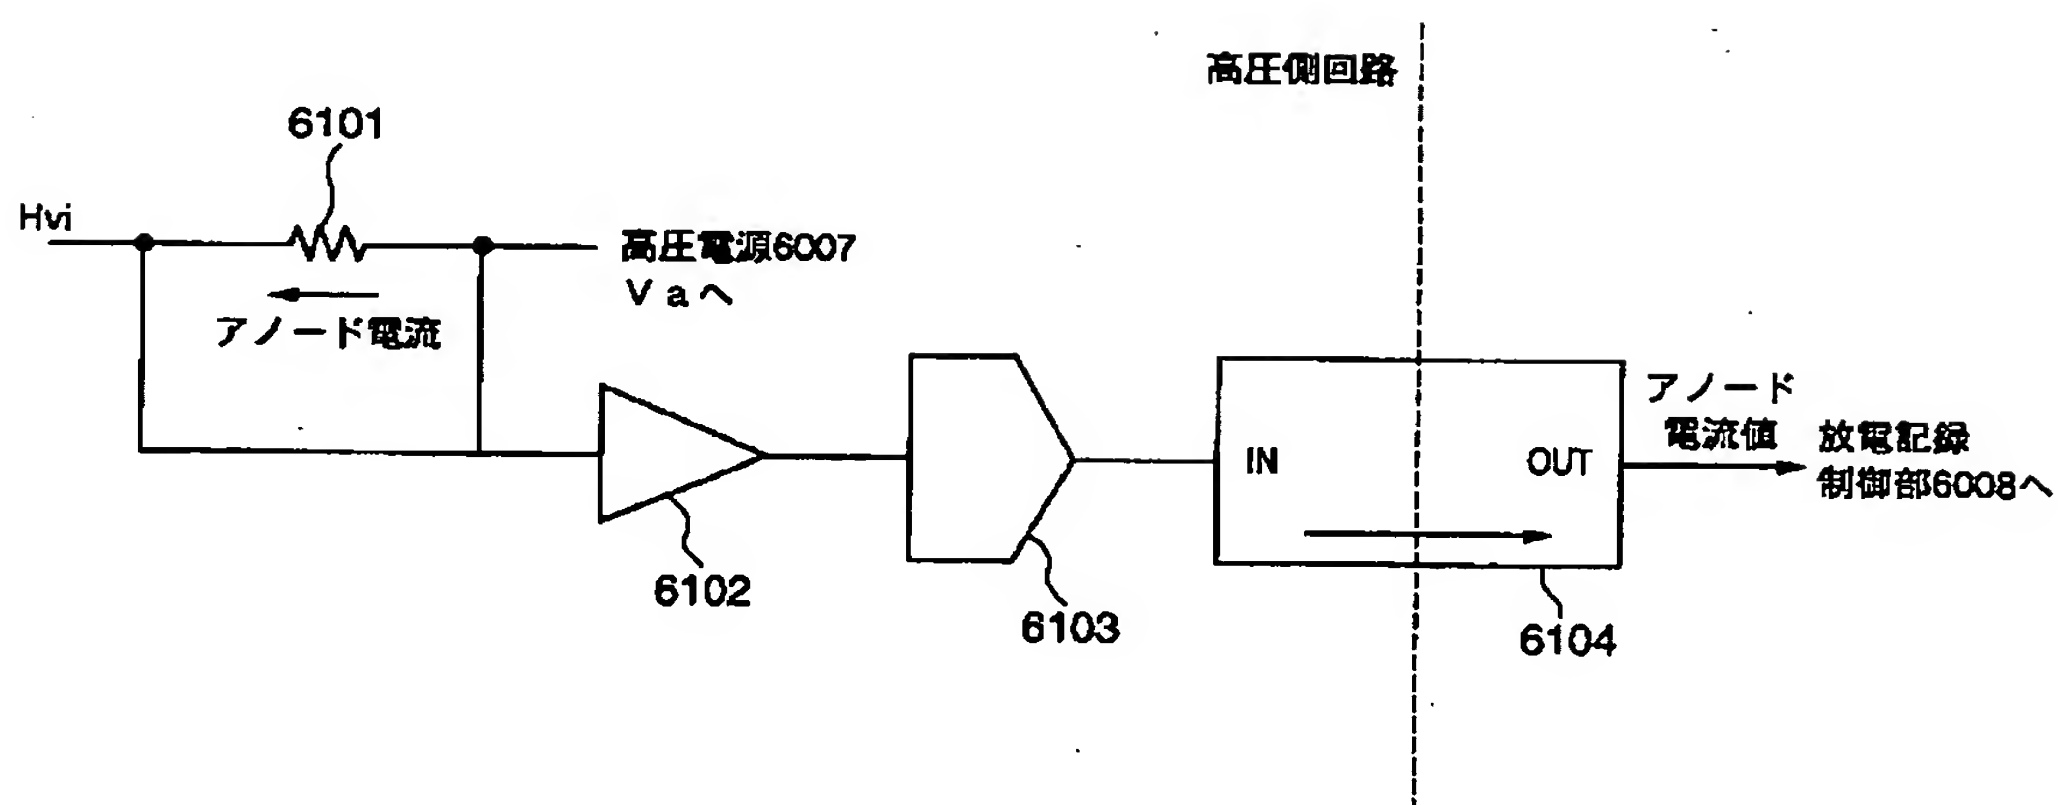 高圧側回路
6101
Hvi
高圧電源6007
Vaへ
アノード電流
アノード
電流値
放電記録
制御部6008へ
IN
OUT
6102
6103
6104